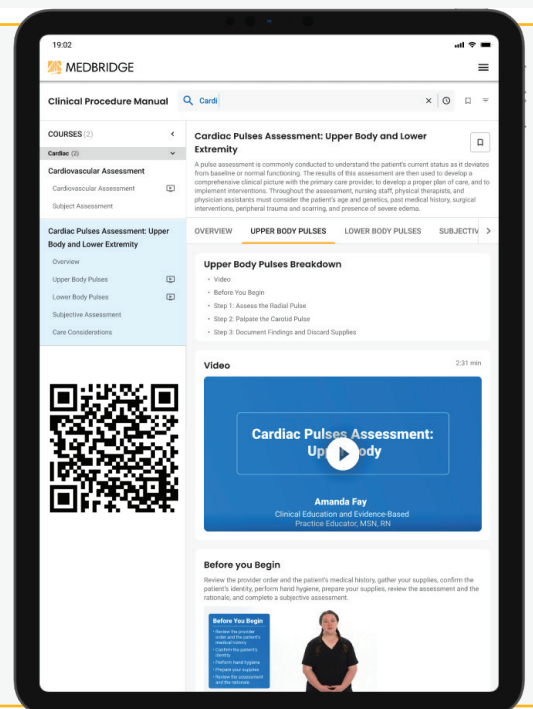 19:02
MEDBRIDGE
Clinical Procedure Manual
Cardi
COURSES (2)
Cardiac (2)
Cardiovascular Assessment
Cardiovascular Assessment
Subject Assessment
Cardiac Pulses Assessment: Upper
Body and Lower Extremity
Overview
Upper Body Pulses
Lower Body Pulses
Subjective Assessment
Care Considerations
Cardiac Pulses Assessment: Upper Body and Lower
Extremity
A pulse assessment is commonly conducted to understand the patient's current status as it deviates
from baseline or normal functioning. The results of this assessment are then used to develop a
comprehensive clinical picture with the primary care provider, to develop a proper plan of care, and to
implement interventions. Throughout the assessment, nursing staff, physical therapists, and
physician assistants must consider the patient's age and genetics, past medical history, surgical
interventions, peripheral trauma and scarring, and presence of severe edema.
OVERVIEW UPPER BODY PULSES LOWER BODY PULSES SUBJECTIV
Upper Body Pulses Breakdown
• Video
• Before You Begin
• Step 1: Assess the Radial Pulse
• Step 2: Palpate the Carotid Pulse
• Step 3: Document Findings and Discard Supplies
Video 2:31 min
Cardiac Pulses Assessment:
Up ody
Amanda Fay
Clinical Education and Evidence-Based
Practice Educator, MSN, RN
Before you Begin
Review the provider order and the patient's medical history, gather your supplies, confirm the
patient's identity, perform hand hygiene, prepare your supplies, review the assessment and the
rationale, and complete a subjective assessment.
Before You Begin
• Review the provider
order and the patient's
medical history
• Confirm the patient's
identity
• Perform hand hygiene
• Prepare your supplies
• Review the assessment
and the rationale